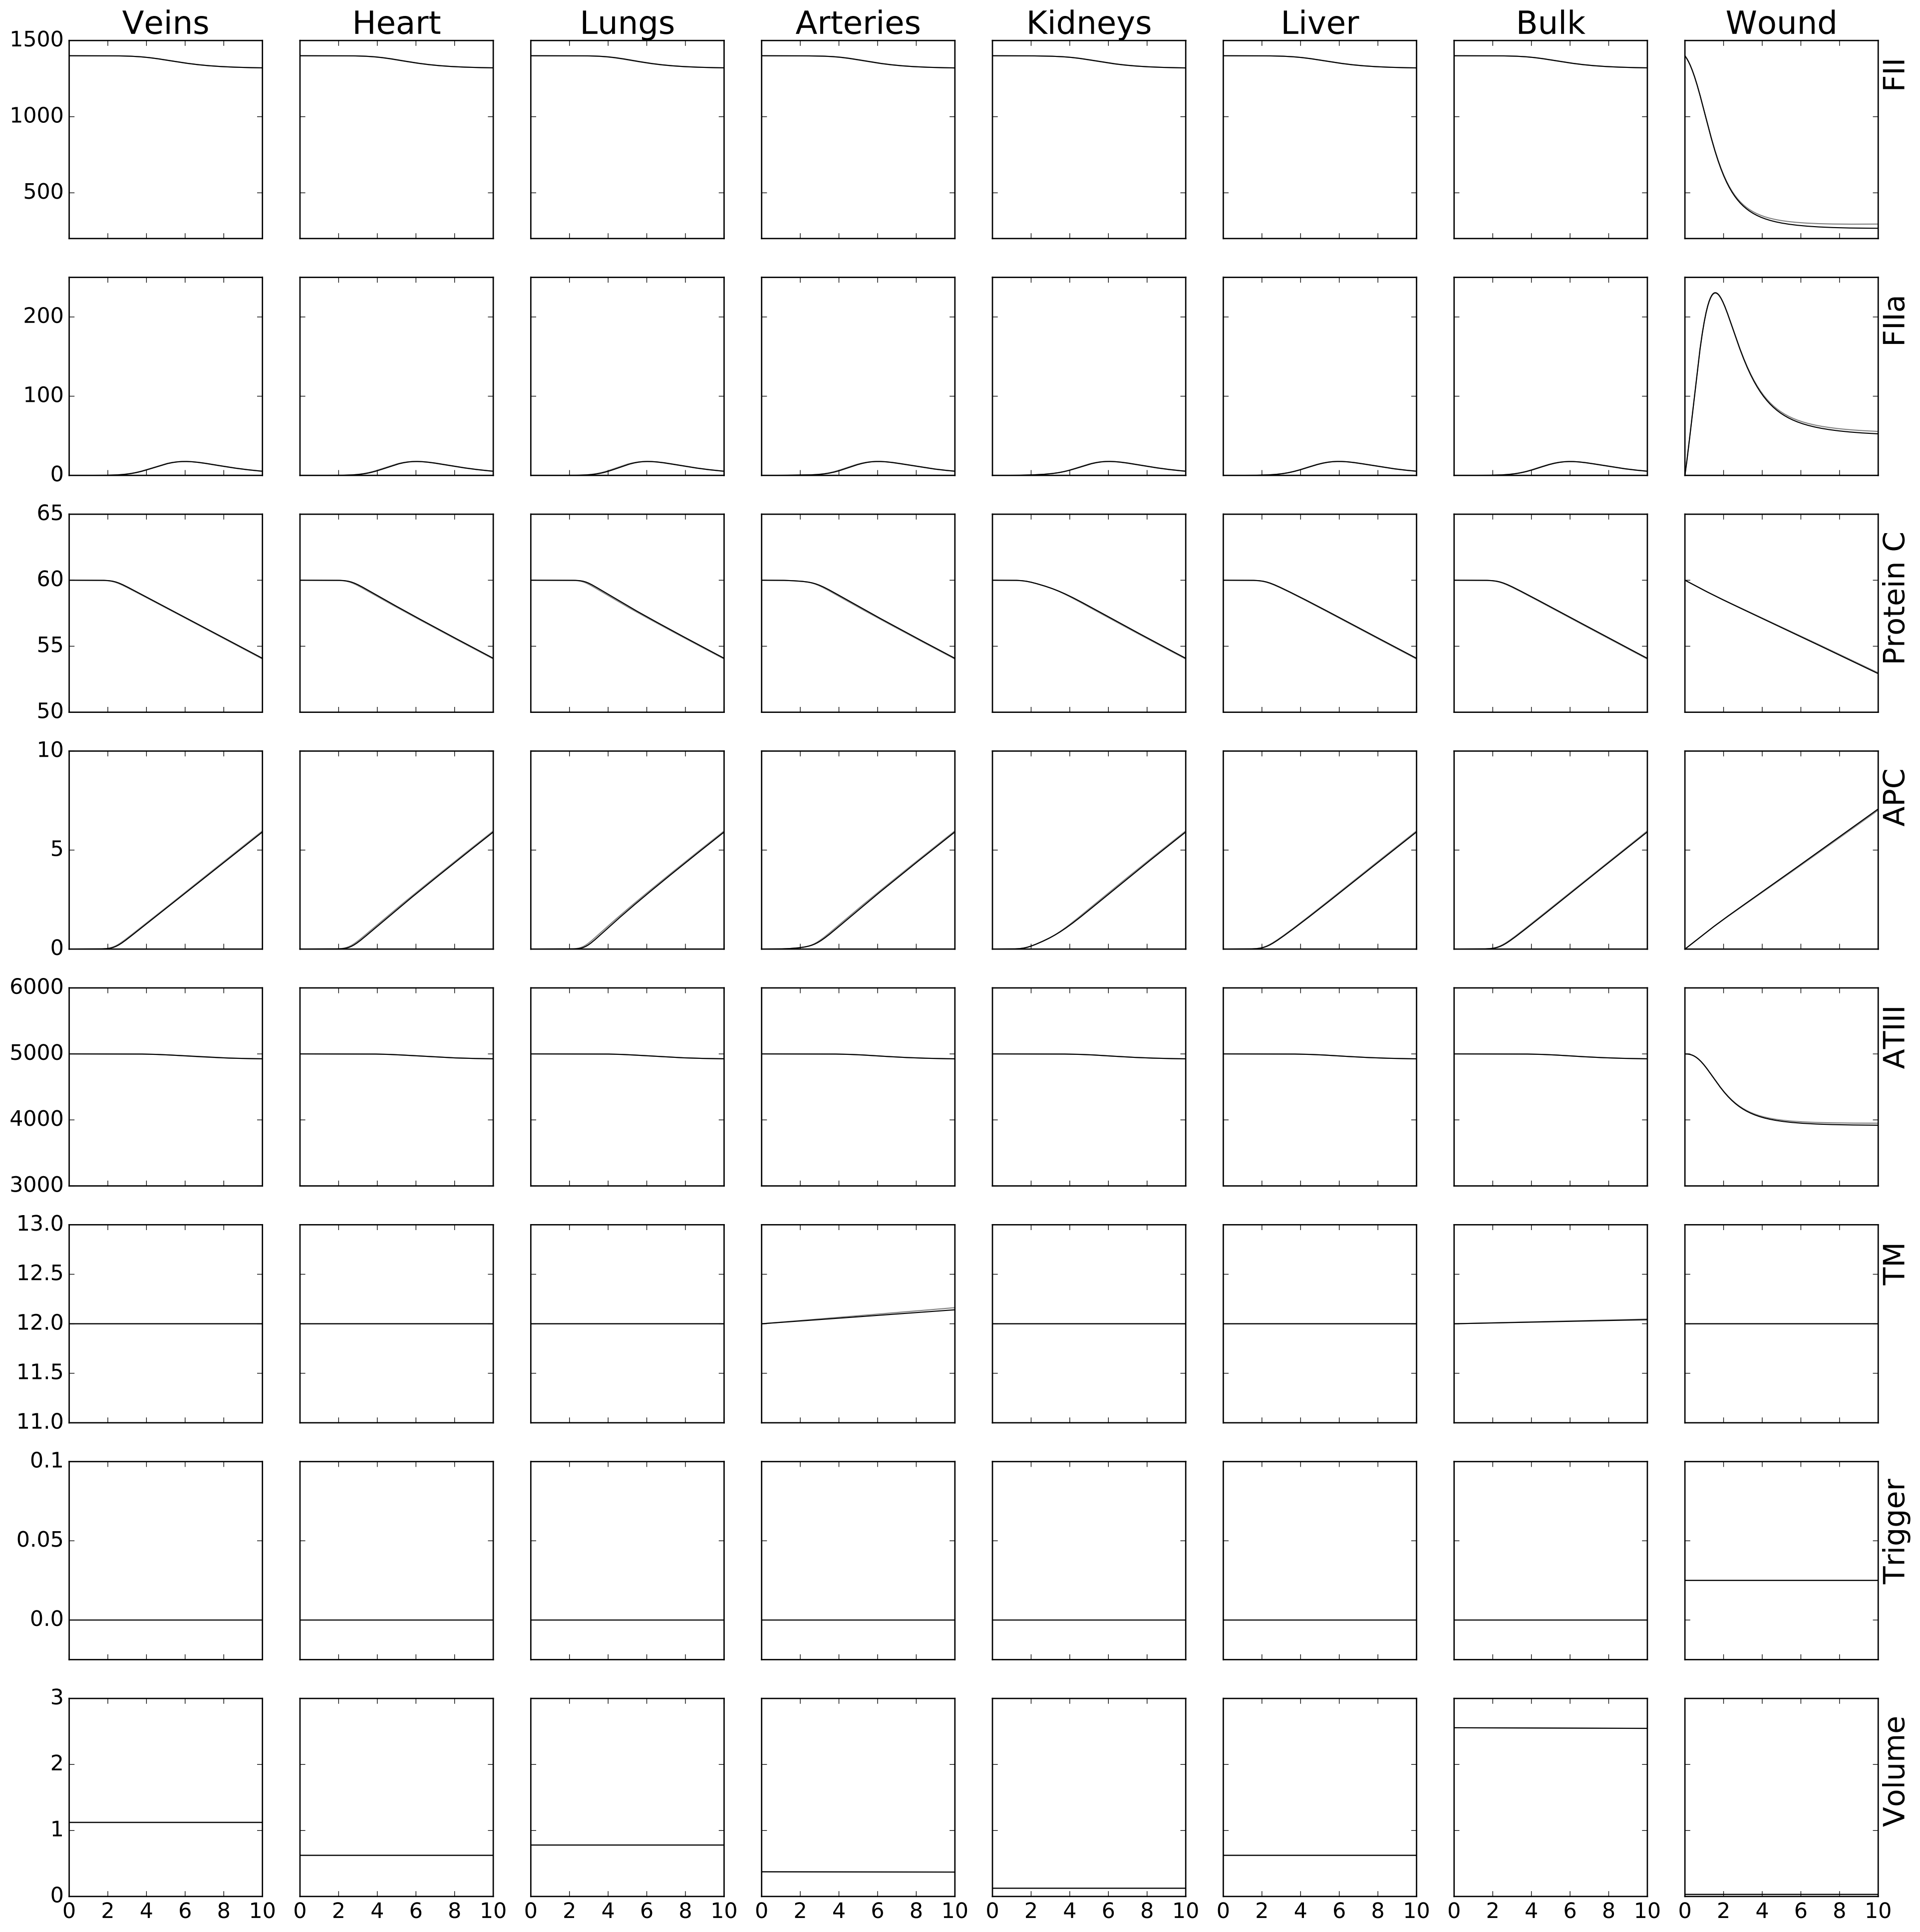 Veins Heart Lungs Arteries Kidneys Liver Bulk Wound
1500
1000
500
FII
200
100
0
FIIa
65
60
55
50
Protein C
10
5
0
APC
6000
5000
4000
3000
ATIII
13.0
12.5
12.0
11.5
11.0
TM
0.1
0.05
0.0
Trigger
3
2
1
0
Volume
0 2 4 6 8 10 0 2 4 6 8 10 0 2 4 6 8 10 0 2 4 6 8 10 0 2 4 6 8 10 0 2 4 6 8 10 0 2 4 6 8 10 0 2 4 6 8 10